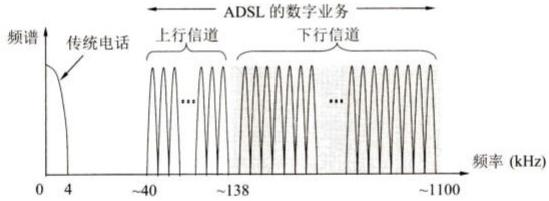 ADSL 的数字业务
频谱
传统电话
上行信道
下行信道
...
...
频率 (kHz)
0
4
~40
~138
~1100